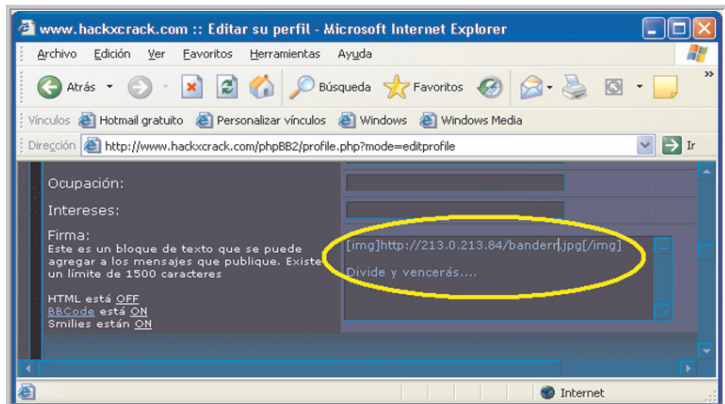 www.hackxcrack.com :: Editar su perfil - Microsoft Internet Explorer
Archivo Edición Ver Favoritos Herramientas Ayuda
Atrás Búsqueda Favoritos
Vínculos Hotmail gratuito Personalizar vínculos Windows Windows Media
Dirección http://www.hackxcrack.com/phpBB2/profile.php?mode=editprofile Ir
Ocupación:
Intereses:
Firma:
Este es un bloque de texto que se puede
agregar a los mensajes que publique. Existe
un límite de 1500 caracteres
HTML está OFF
BBCode está ON
Smilies están ON
[img]http://213.0.213.84/bandern.jpg[/img]
Divide y vencerás....
Internet